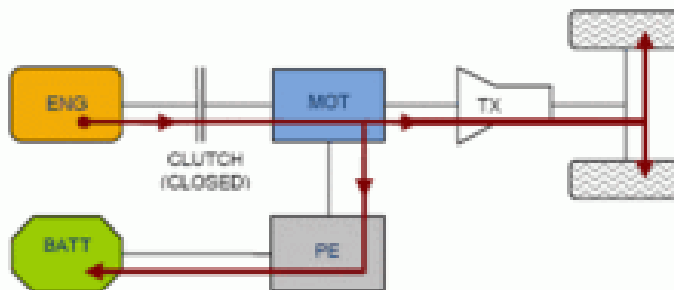 ENG
MOT
TX
CLUTCH
(CLOSED)
BATT
PE